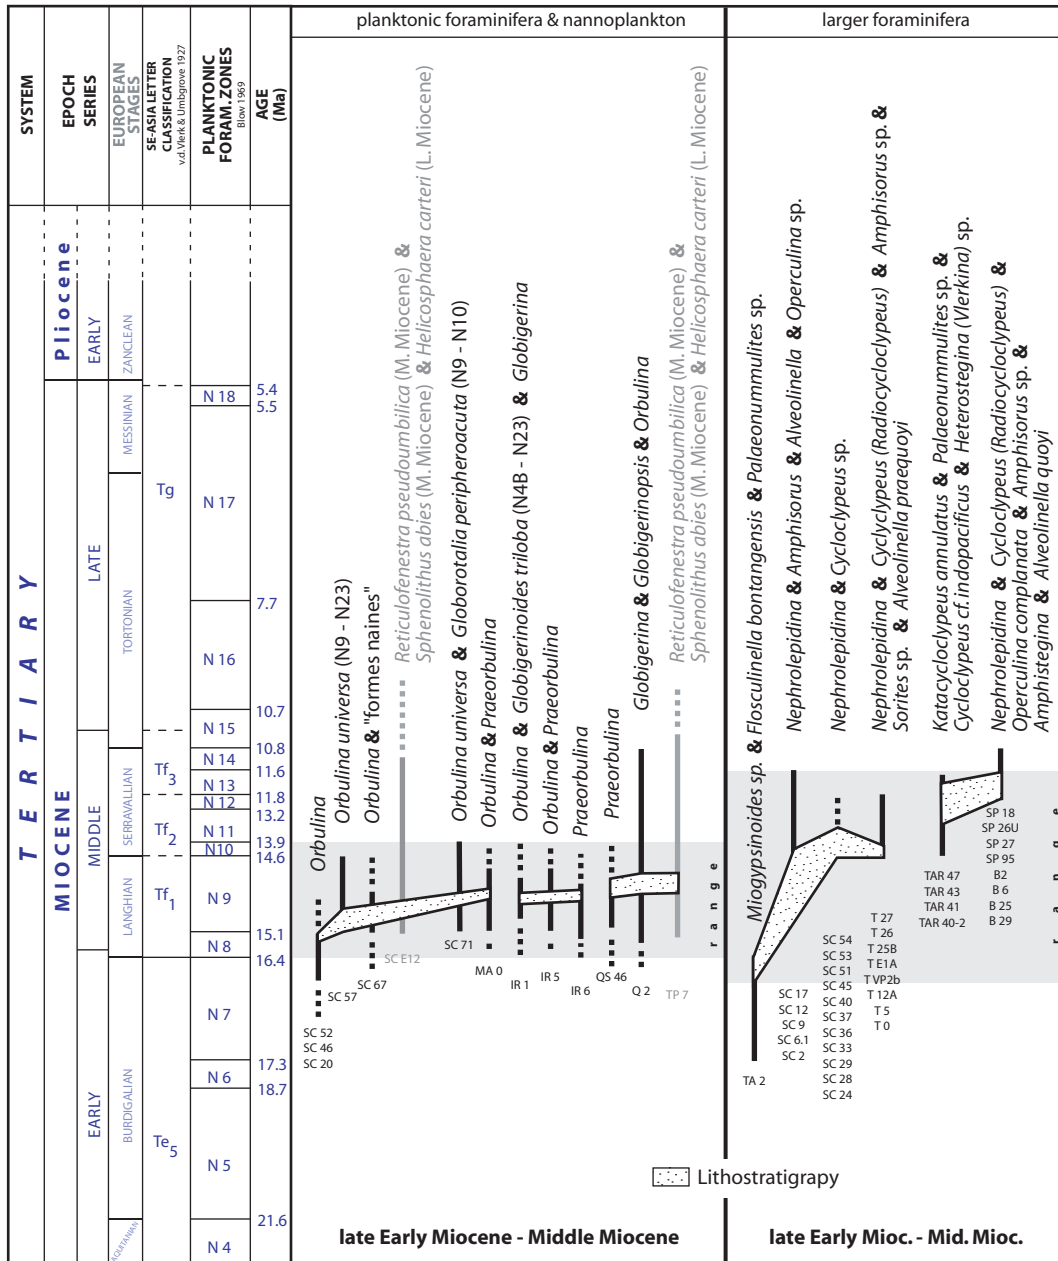 planktonic foraminifera & nannoplankton
larger foraminifera
SYSTEM
EPOCH
SERIES
EUROPEAN
STAGES
SE-ASIA LETTER
CLASSIFICATION
v.d.Vlerk & Umbgrove 1927
PLANKTONIC
FORAM.ZONES
Blow 1969
AGE
(Ma)
TERTIARY
Pliocene
MIOCENE
EARLY
LATE
MIDDLE
EARLY
ZANCLEAN
MESSINIAN
TORTONIAN
SERRAVALLIAN
LANGHIAN
BURDIGALIAN
AQUITANIAN
Tg
Tf3
Tf2
Tf1
Te5
N 18
N 17
N 16
N 15
N 14
N 13
N 12
N 11
N10
N 9
N 8
N 7
N 6
N 5
N 4
5.4
5.5
7.7
10.7
10.8
11.6
11.8
13.2
13.9
14.6
15.1
16.4
17.3
18.7
21.6
Orbulina
Orbulina universa (N9 - N23)
Orbulina & "formes naines"
Reticulofenestra pseudoumbilica (M. Miocene) &
Sphenolithus abies (M. Miocene) & Helicosphaera carteri (L. Miocene)
Orbulina universa & Globorotalia peripheroacuta (N9 - N10)
Orbulina & Praeorbulina
Orbulina & Globigerinoides triloba (N4B - N23) & Globigerina
Orbulina & Praeorbulina
Praeorbulina
Praeorbulina
Globigerina & Globigerinopsis & Orbulina
Reticulofenestra pseudoumbilica (M. Miocene) &
Sphenolithus abies (M. Miocene) & Helicosphaera carteri (L. Miocene)
Miogypsinoides sp. & Flosculinella bontangensis & Palaeonummulites sp.
Nephrolepidina & Amphisorus & Alveolinella & Operculina sp.
Nephrolepidina & Cycloclypeus sp.
Nephrolepidina & Cyclyclypeus (Radiocyclypeus) & Amphisorus sp. &
Sorites sp. & Alveolinella praequoyi
Katacycloclypeus annulatus & Palaeonummulites sp. &
Cycloclypeus cf. indopacificus & Heterostegina (Vlerkina) sp.
Nephrolepidina & Cycloclypeus (Radiocyclocypeus) &
Operculina complanata & Amphisorus sp. &
Amphistegina & Alveolinella quoyi
SC 52
SC 46
SC 20
SC 57
SC 67
SC E12
SC 71
MA 0
IR 1
IR 5
IR 6
QS 46
Q 2
TP 7
range
TA 2
SC 17
SC 12
SC 9
SC 6.1
SC 2
SC 54
SC 53
SC 51
SC 45
SC 40
SC 37
SC 36
SC 33
SC 29
SC 28
SC 24
T 27
T 26
T 25B
T E1A
T VP2b
T 12A
T 5
T 0
TAR 47
TAR 43
TAR 41
TAR 40-2
SP 18
SP 26U
SP 27
SP 95
B2
B 6
B 25
B 29
range
Lithostratigrapy
late Early Miocene - Middle Miocene
late Early Mioc. - Mid. Mioc.